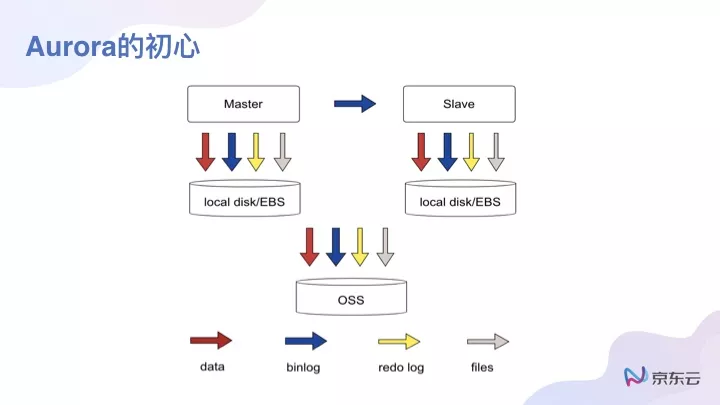 Aurora的初心
Master
Slave
local disk/EBS
local disk/EBS
OSS
data
binlog
redo log
files
京东云